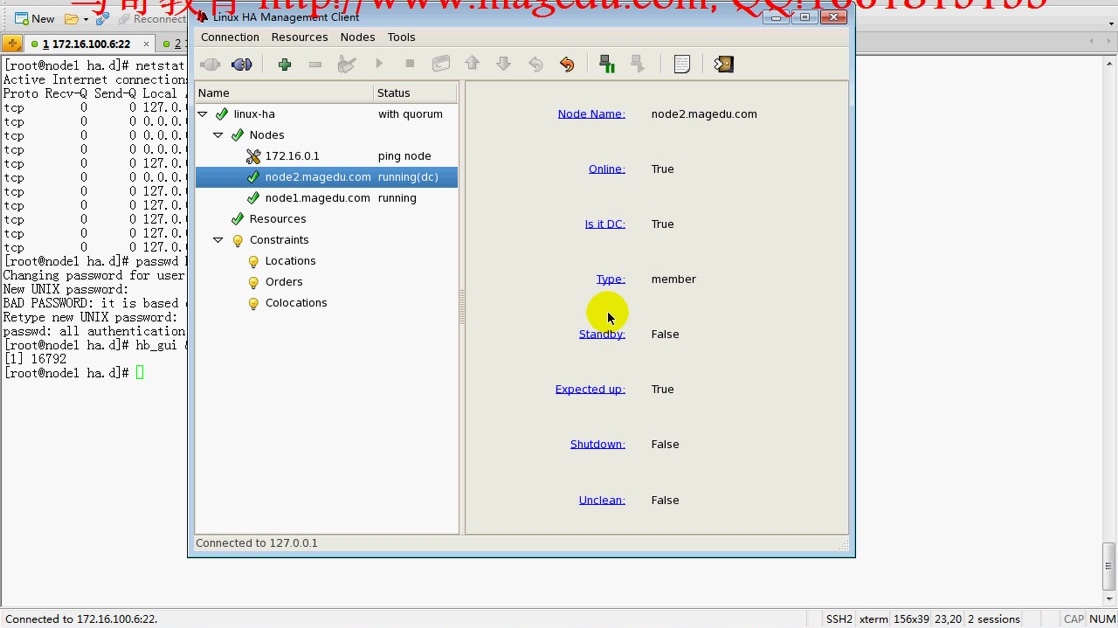 马哥教育 http://www.magedu.com, QQ:1661815153
New
Reconnect
Linux HA Management Client
1 172.16.100.6:22
2
Connection Resources Nodes Tools
[root@node1 ha.d]# netstat
Active Internet connections
Proto Recv-Q Send-Q Local
tcp 0 0 127.0.
tcp 0 0 0.0.0.
tcp 0 0 0.0.0.
tcp 0 0 0.0.0.
tcp 0 0 127.0.
tcp 0 0 0.0.0.
tcp 0 0 127.0.
tcp 0 0 127.0.
tcp 0 0 127.0.
tcp 0 0 127.0.
tcp 0 0 127.0.
[root@node1 ha.d]# passwd
Changing password for user
New UNIX password:
BAD PASSWORD: it is based
Retype new UNIX password:
passwd: all authentication
[root@node1 ha.d]# hb_gui &
[1] 16792
[root@node1 ha.d]#
Name Status
linux-ha with quorum
Nodes
172.16.0.1 ping node
node2.magedu.com running(dc)
node1.magedu.com running
Resources
Constraints
Locations
Orders
Colocations
Node Name: node2.magedu.com
Online: True
Is it DC: True
Type: member
Standby: False
Expected up: True
Shutdown: False
Unclean: False
Connected to 127.0.0.1
Connected to 172.16.100.6:22.
SSH2 xterm 156x39 23,20 2 sessions CAP NUM